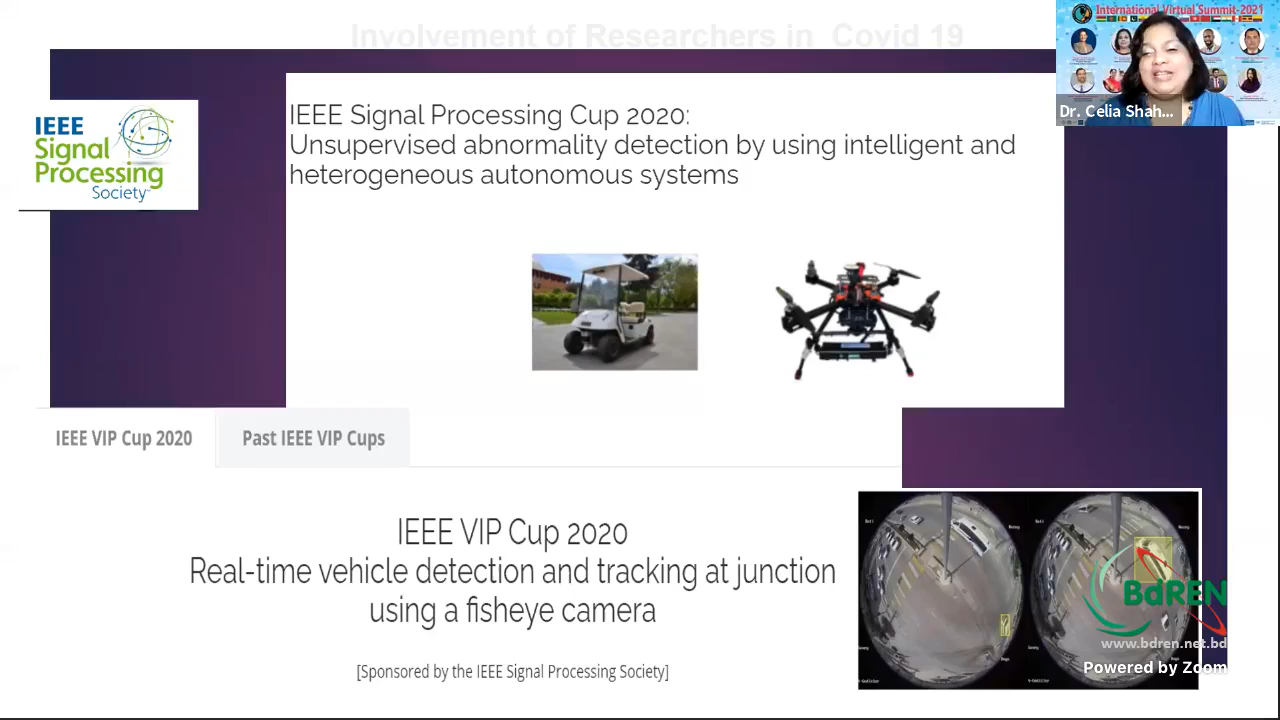 Involvement of Researchers in Covid 19
International Virtual Summit-2021
Dr. Celia Shah...
IEEE
Signal
Processing
Society
IEEE Signal Processing Cup 2020:
Unsupervised abnormality detection by using intelligent and
heterogeneous autonomous systems
IEEE VIP Cup 2020
Past IEEE VIP Cups
IEEE VIP Cup 2020
Real-time vehicle detection and tracking at junction
using a fisheye camera
[Sponsored by the IEEE Signal Processing Society]
BdREN
www.bdren.net.bd
Powered by Zoom